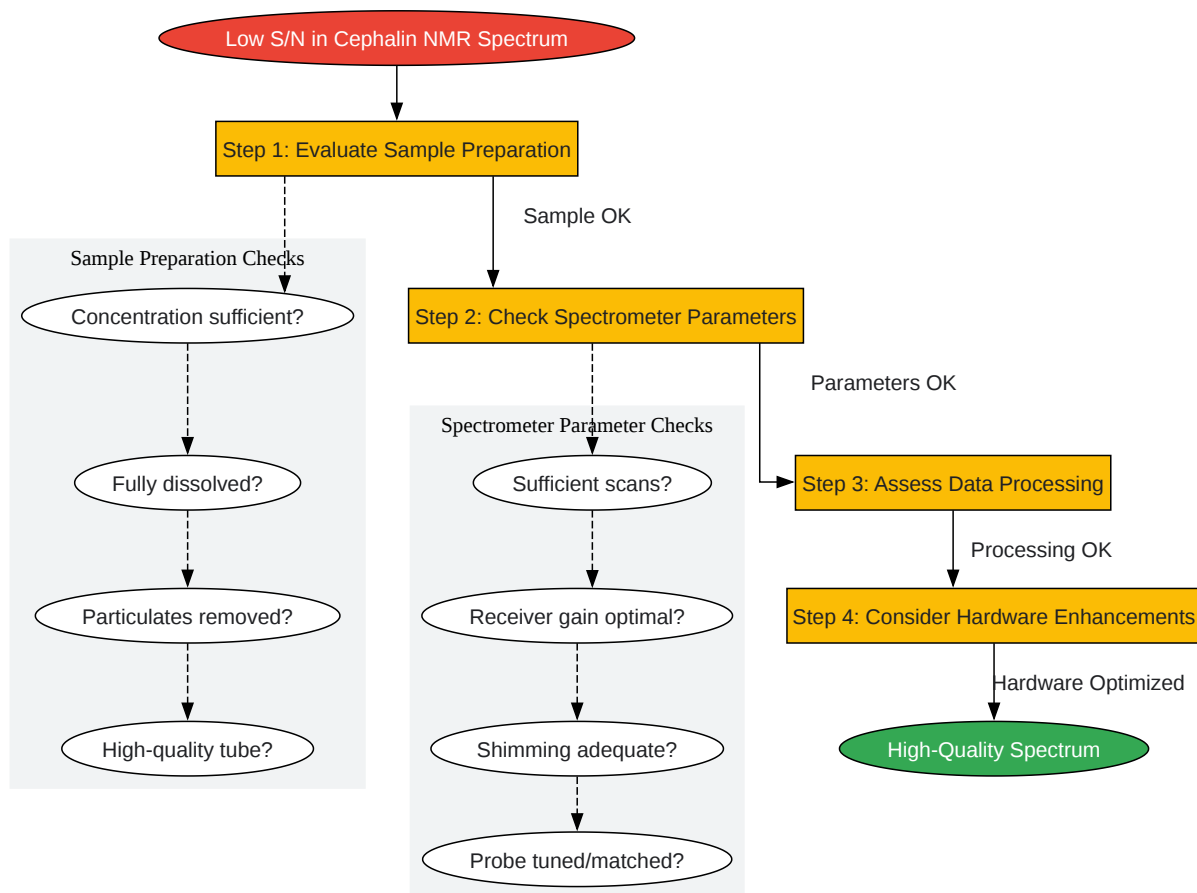 Low S/N in Cephalin NMR Spectrum
Step 1: Evaluate Sample Preparation
Sample OK
Sample Preparation Checks
Concentration sufficient?
Step 2: Check Spectrometer Parameters
Parameters OK
Spectrometer Parameter Checks
Fully dissolved?
Sufficient scans?
Step 3: Assess Data Processing
Processing OK
Particulates removed?
Receiver gain optimal?
Step 4: Consider Hardware Enhancements
Hardware Optimized
High-quality tube?
Shimming adequate?
High-Quality Spectrum
Probe tuned/matched?